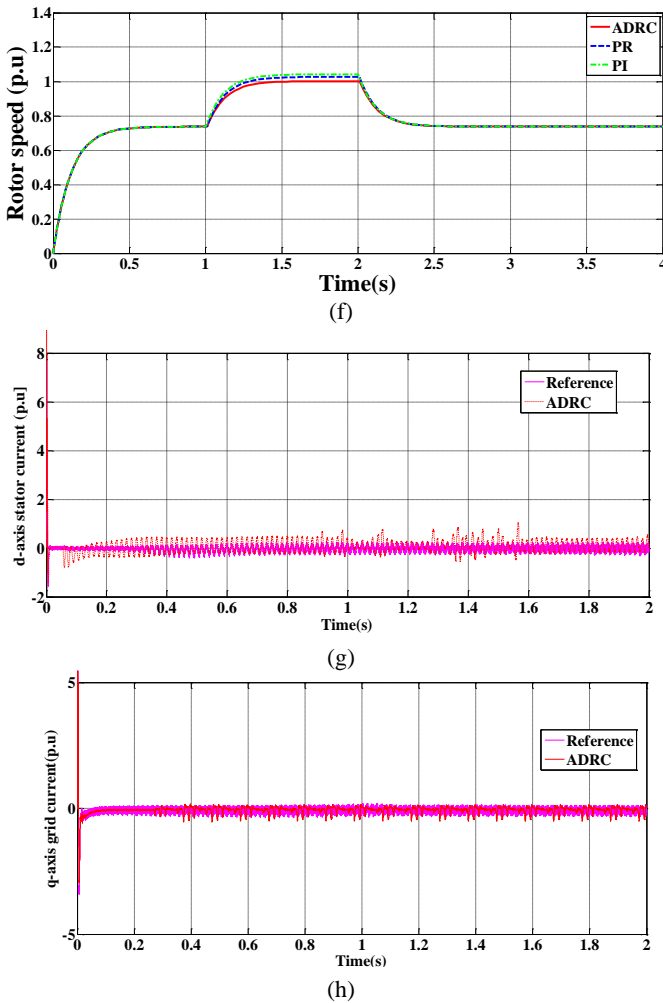 1.4
1.2
1
0.8
0.6
0.4
0.2
0
Rotor speed (p.u)
ADRC
PR
PI
0 0.5 1 1.5 2 2.5 3 3.5 4
Time(s)
(f)
8
6
4
2
0
-2
d-axis stator current (p.u]
Reference
ADRC
0 0.2 0.4 0.6 0.8 1 1.2 1.4 1.6 1.8 2
Time(s)
(g)
5
0
-5
q-axis grid current(p.u)
Reference
ADRC
0 0.2 0.4 0.6 0.8 1 1.2 1.4 1.6 1.8 2
Time(s)
(h)